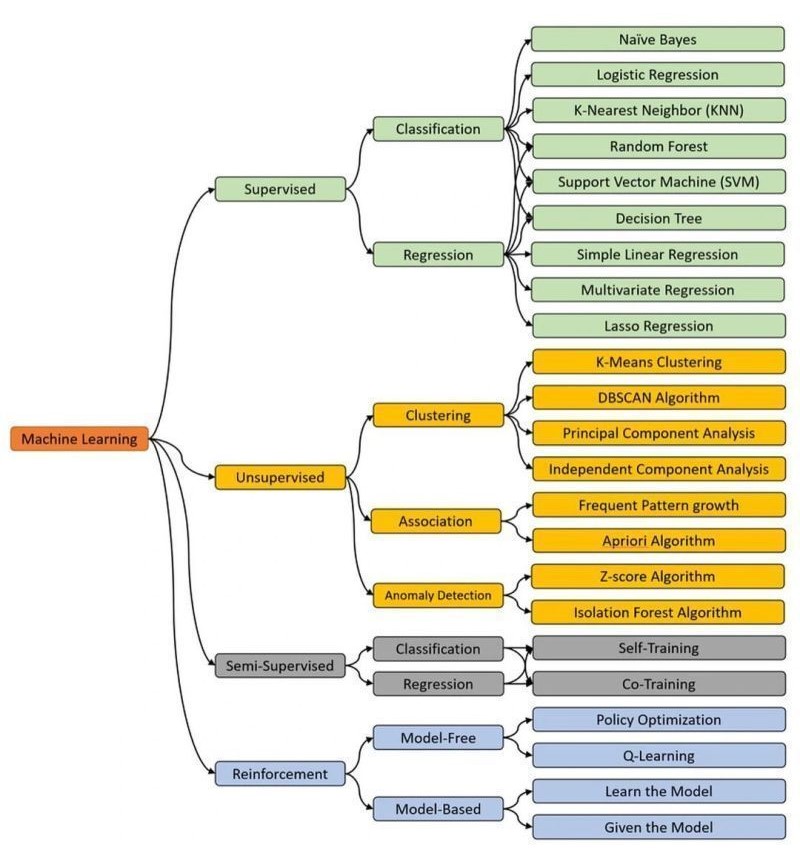 Machine Learning
Supervised
Classification
Naïve Bayes
Logistic Regression
K-Nearest Neighbor (KNN)
Random Forest
Support Vector Machine (SVM)
Decision Tree
Regression
Simple Linear Regression
Multivariate Regression
Lasso Regression
Unsupervised
Clustering
K-Means Clustering
DBSCAN Algorithm
Principal Component Analysis
Independent Component Analysis
Association
Frequent Pattern growth
Apriori Algorithm
Anomaly Detection
Z-score Algorithm
Isolation Forest Algorithm
Semi-Supervised
Classification
Regression
Self-Training
Co-Training
Reinforcement
Model-Free
Policy Optimization
Q-Learning
Model-Based
Learn the Model
Given the Model